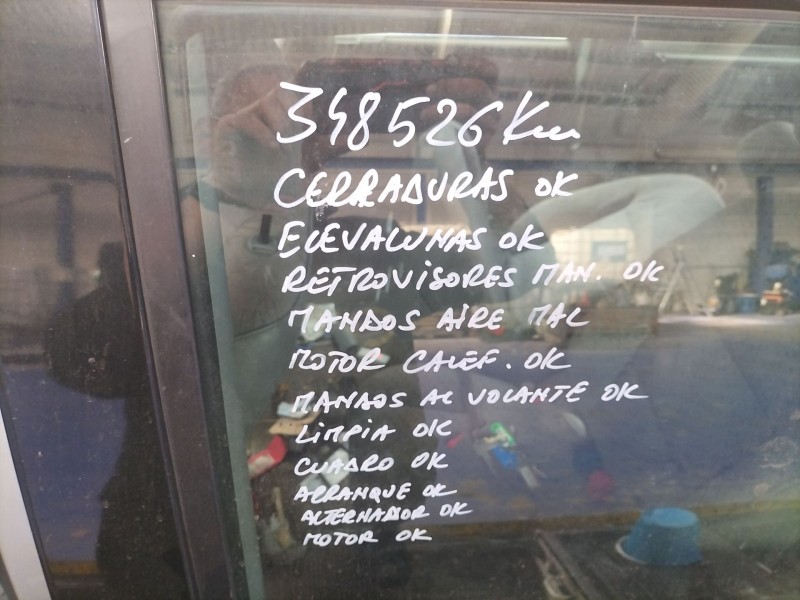 348526 Km
CERRADURAS OK
ELEVALUNAS OK
RETROVISORES MAN. OK
MANDOS AIRE MAL
MOTOR CALEF. OK
MANDOS AL VOLANTE OK
LIMPIA OK
CUADRO OK
ARRANQUE OK
ALTERNADOR OK
MOTOR OK